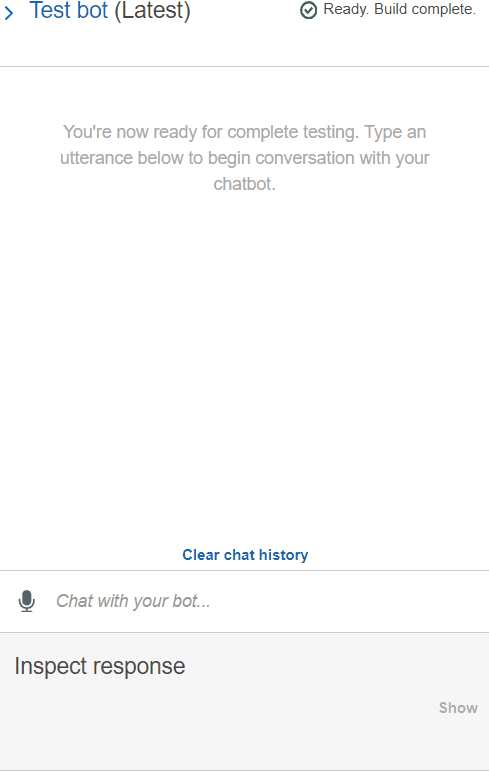 Test bot (Latest)
Ready. Build complete.
You're now ready for complete testing. Type an
utterance below to begin conversation with your
chatbot.
Clear chat history
Chat with your bot...
Inspect response
Show